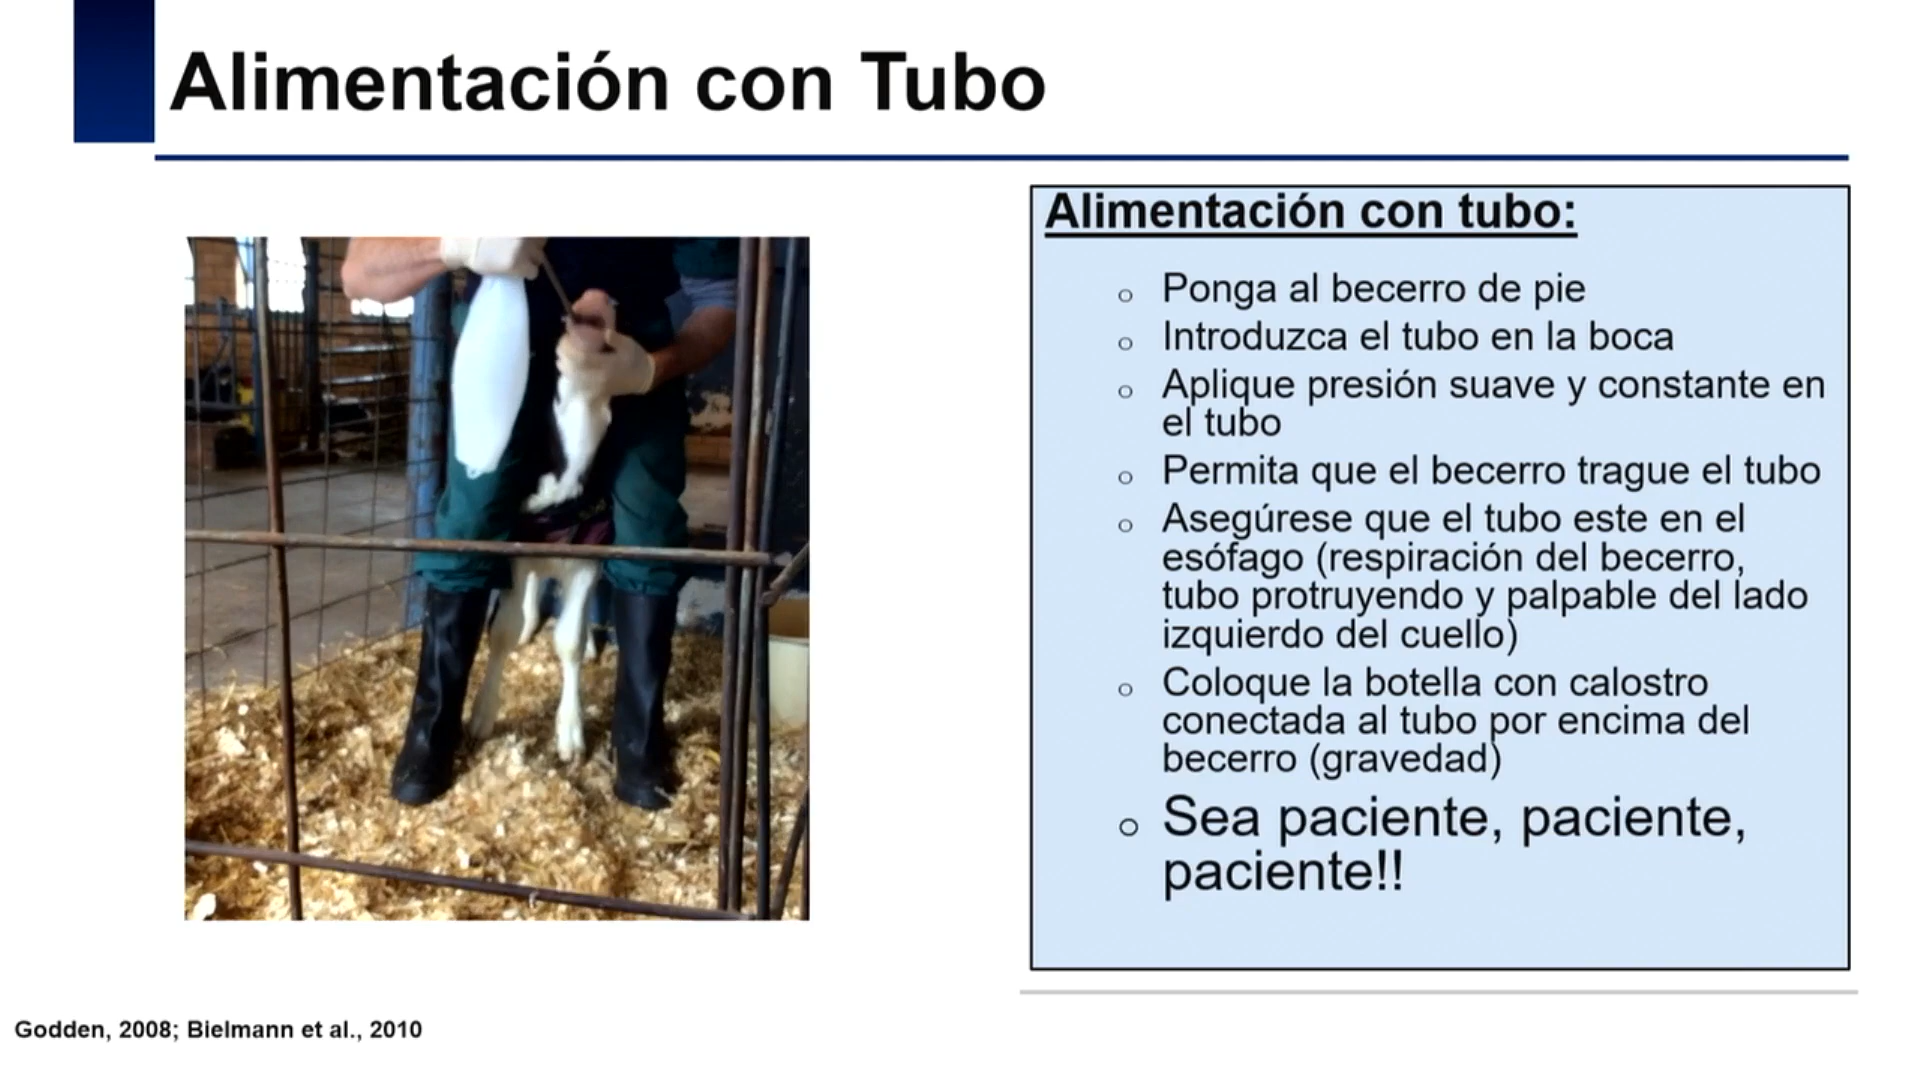 Alimentación con Tubo
Alimentación con tubo:
o Ponga al becerro de pie
o Introduzca el tubo en la boca
o Aplique presión suave y constante en
el tubo
o Permita que el becerro trague el tubo
o Asegúrese que el tubo este en el
esófago (respiración del becerro,
tubo protruyendo y palpable del lado
izquierdo del cuello)
o Coloque la botella con calostro
conectada al tubo por encima del
becerro (gravedad)
o Sea paciente, paciente,
paciente!!
Godden, 2008; Bielmann et al., 2010